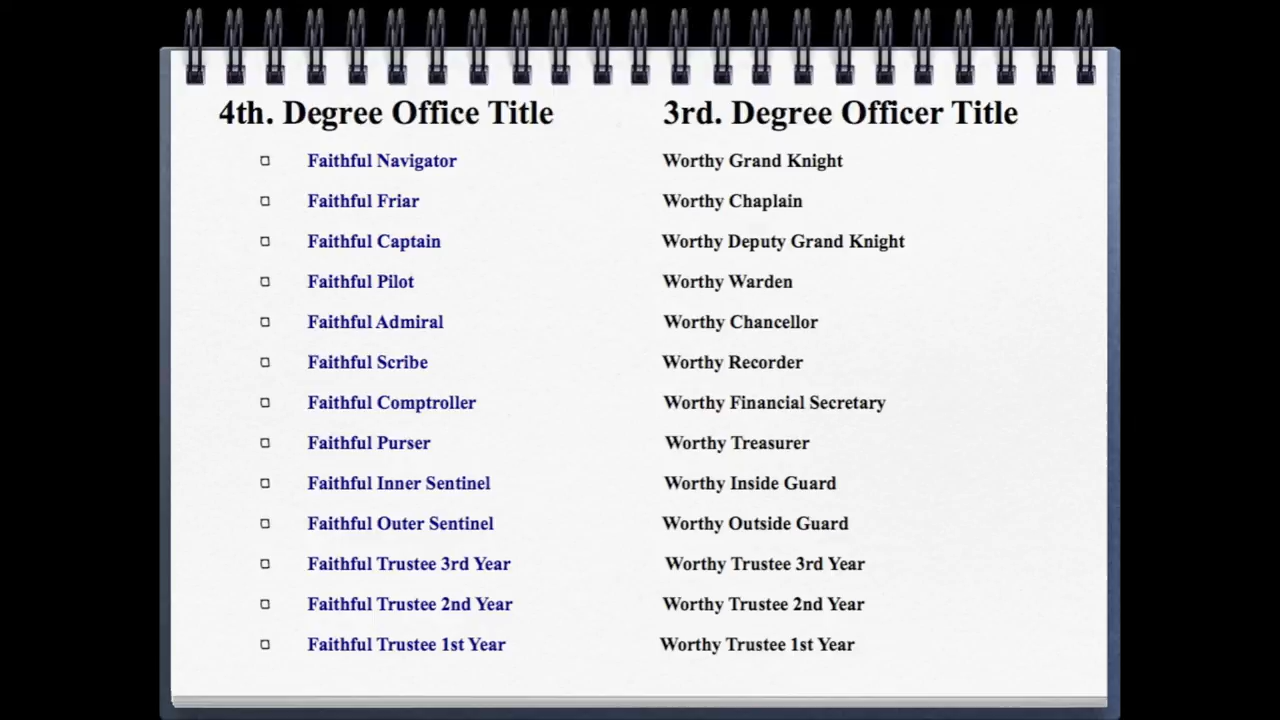 4th. Degree Office Title 3rd. Degree Officer Title
Faithful Navigator Worthy Grand Knight
Faithful Friar Worthy Chaplain
Faithful Captain Worthy Deputy Grand Knight
Faithful Pilot Worthy Warden
Faithful Admiral Worthy Chancellor
Faithful Scribe Worthy Recorder
Faithful Comptroller Worthy Financial Secretary
Faithful Purser Worthy Treasurer
Faithful Inner Sentinel Worthy Inside Guard
Faithful Outer Sentinel Worthy Outside Guard
Faithful Trustee 3rd Year Worthy Trustee 3rd Year
Faithful Trustee 2nd Year Worthy Trustee 2nd Year
Faithful Trustee 1st Year Worthy Trustee 1st Year